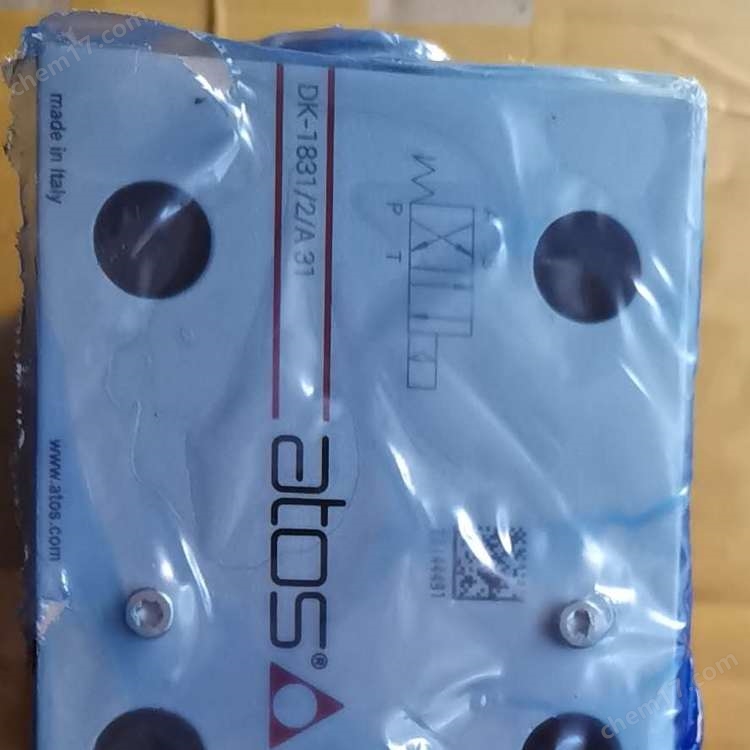 made in Italy
DK-1831/2/A 31
A
P T
www.atos.com
atos®
chem17.com
chem17.com